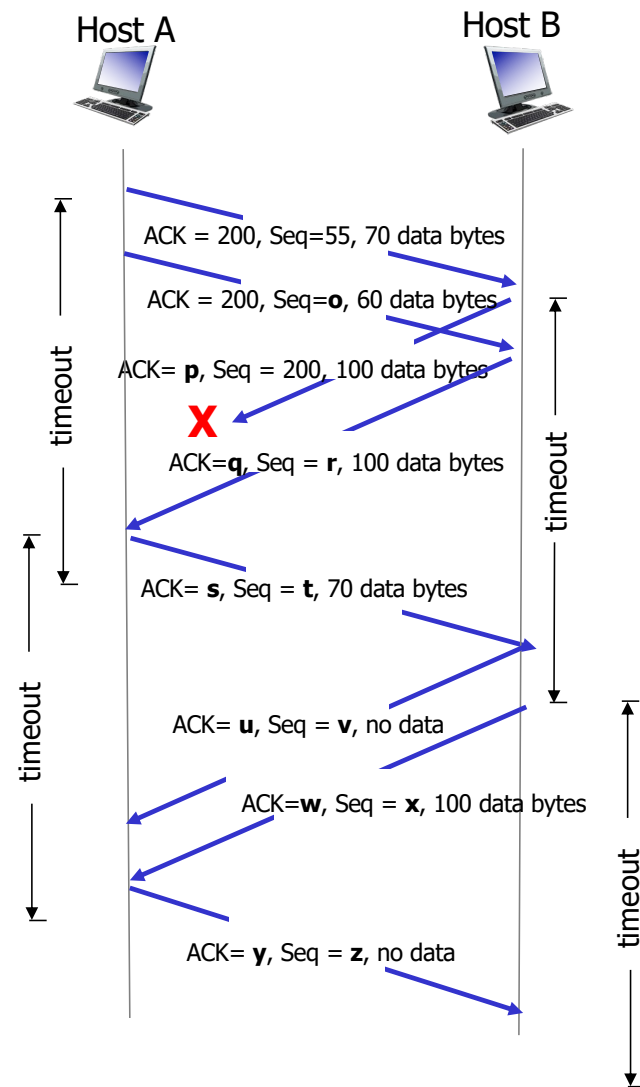 Host A
Host B
ACK = 200, Seq=55, 70 data bytes
ACK = 200, Seq=o, 60 data bytes
timeout
ACK= p, Seq = 200, 100 data bytes
X
timeout
ACK=q, Seq = r, 100 data bytes
ACK= s, Seq = t, 70 data bytes
timeout
ACK= u, Seq = v, no data
ACK=w, Seq = x, 100 data bytes
timeout
ACK= y, Seq = z, no data